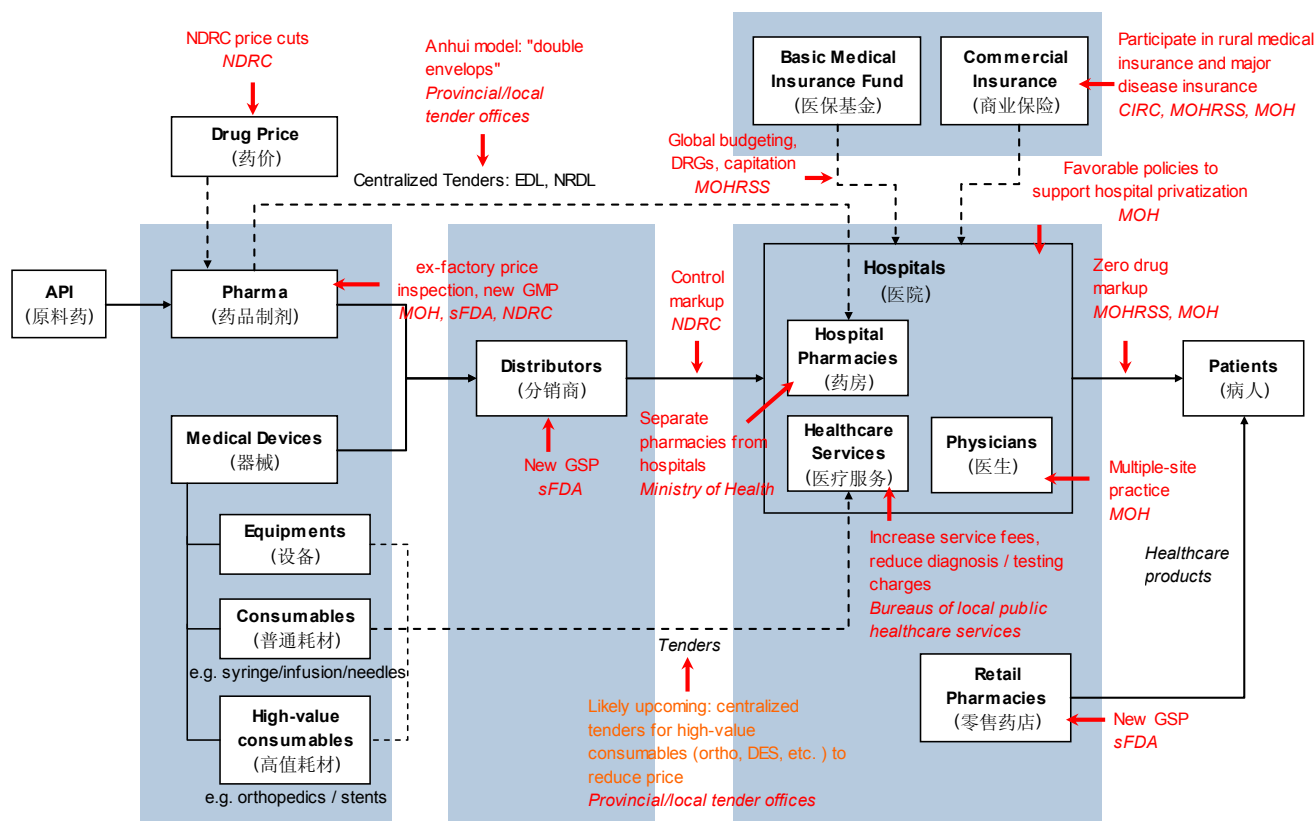 NDRC price cuts
NDRC
Drug Price
(药价)
Anhui model: "double
envelops"
Provincial/local
tender offices
Centralized Tenders: EDL, NRDL
Basic Medical
Insurance Fund
(医保基金)
Commercial
Insurance
(商业保险)
Participate in rural medical
insurance and major
disease insurance
CIRC, MOHRSS, MOH
Global budgeting,
DRGs, capitation
MOHRSS
Favorable policies to
support hospital privatization
MOH
API
(原料药)
Pharma
(药品制剂)
ex-factory price
inspection, new GMP
MOH, sFDA, NDRC
Medical Devices
(器械)
Equipments
(设备)
Consumables
(普通耗材)
e.g. syringe/infusion/needles
High-value
consumables
(高值耗材)
e.g. orthopedics / stents
Distributors
(分销商)
New GSP
sFDA
Control
markup
NDRC
Separate
pharmacies from
hospitals
Ministry of Health
Tenders
Likely upcoming: centralized
tenders for high-value
consumables (ortho, DES, etc. ) to
reduce price
Provincial/local tender offices
Hospitals
(医院)
Hospital
Pharmacies
(药房)
Healthcare
Services
(医疗服务)
Physicians
(医生)
Increase service fees,
reduce diagnosis / testing
charges
Bureaus of local public
healthcare services
Retail
Pharmacies
(零售药店)
New GSP
sFDA
Zero drug
markup
MOHRSS, MOH
Multiple-site
practice
MOH
Patients
(病人)
Healthcare
products